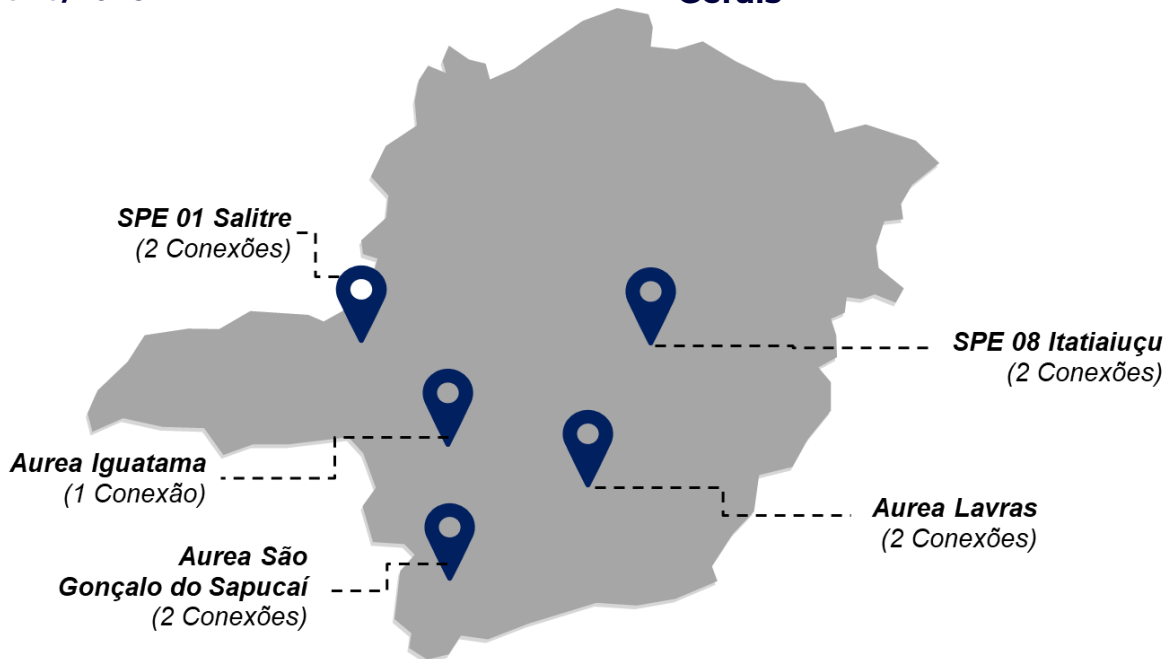 SPE 01 Salitre
(2 Conexões)
SPE 08 Itatiaiuçu
(2 Conexões)
Aurea Iguatama
(1 Conexão)
Aurea Lavras
(2 Conexões)
Aurea São
Gonçalo do Sapucaí
(2 Conexões)